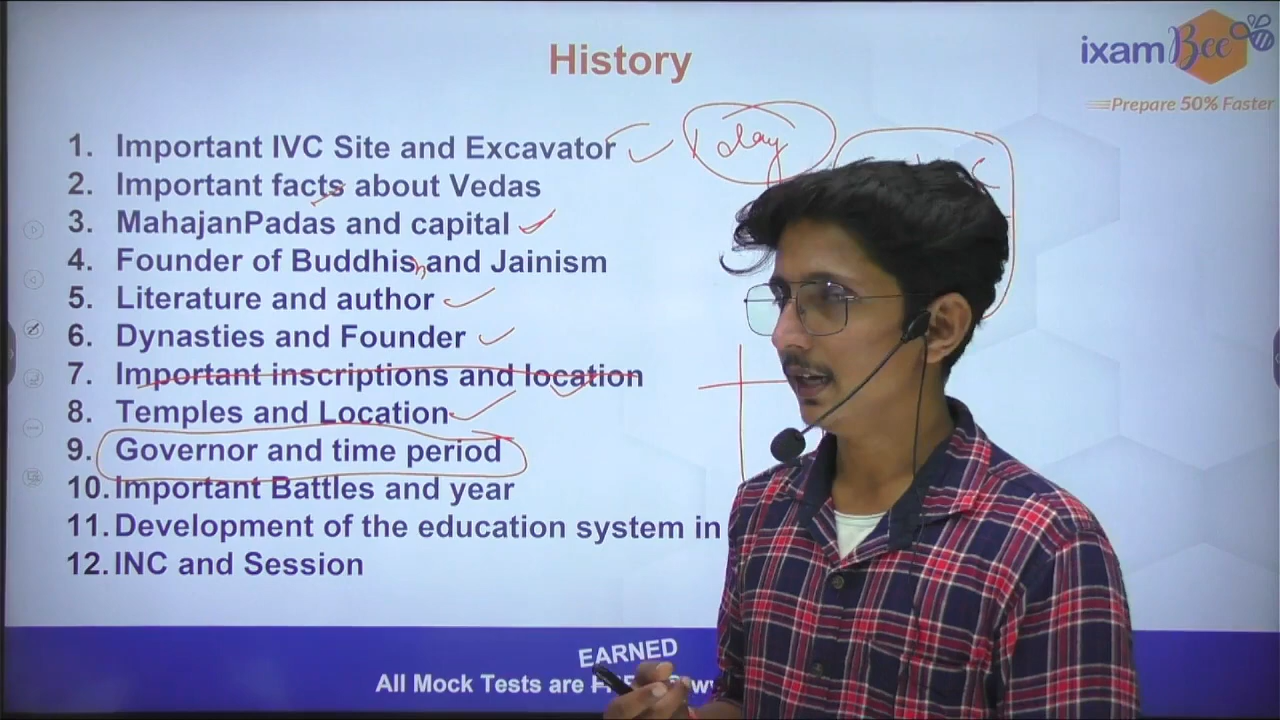 History
ixamBee
Prepare 50% Faster
1. Important IVC Site and Excavator
1 day
2. Important facts about Vedas
3. MahajanPadas and capital
4. Founder of Buddhis and Jainism
5. Literature and author
6. Dynasties and Founder
7. Important inscriptions and location
8. Temples and Location
9. Governor and time period
10. Important Battles and year
11. Development of the education system in
12. INC and Session
EARNED
All Mock Tests are